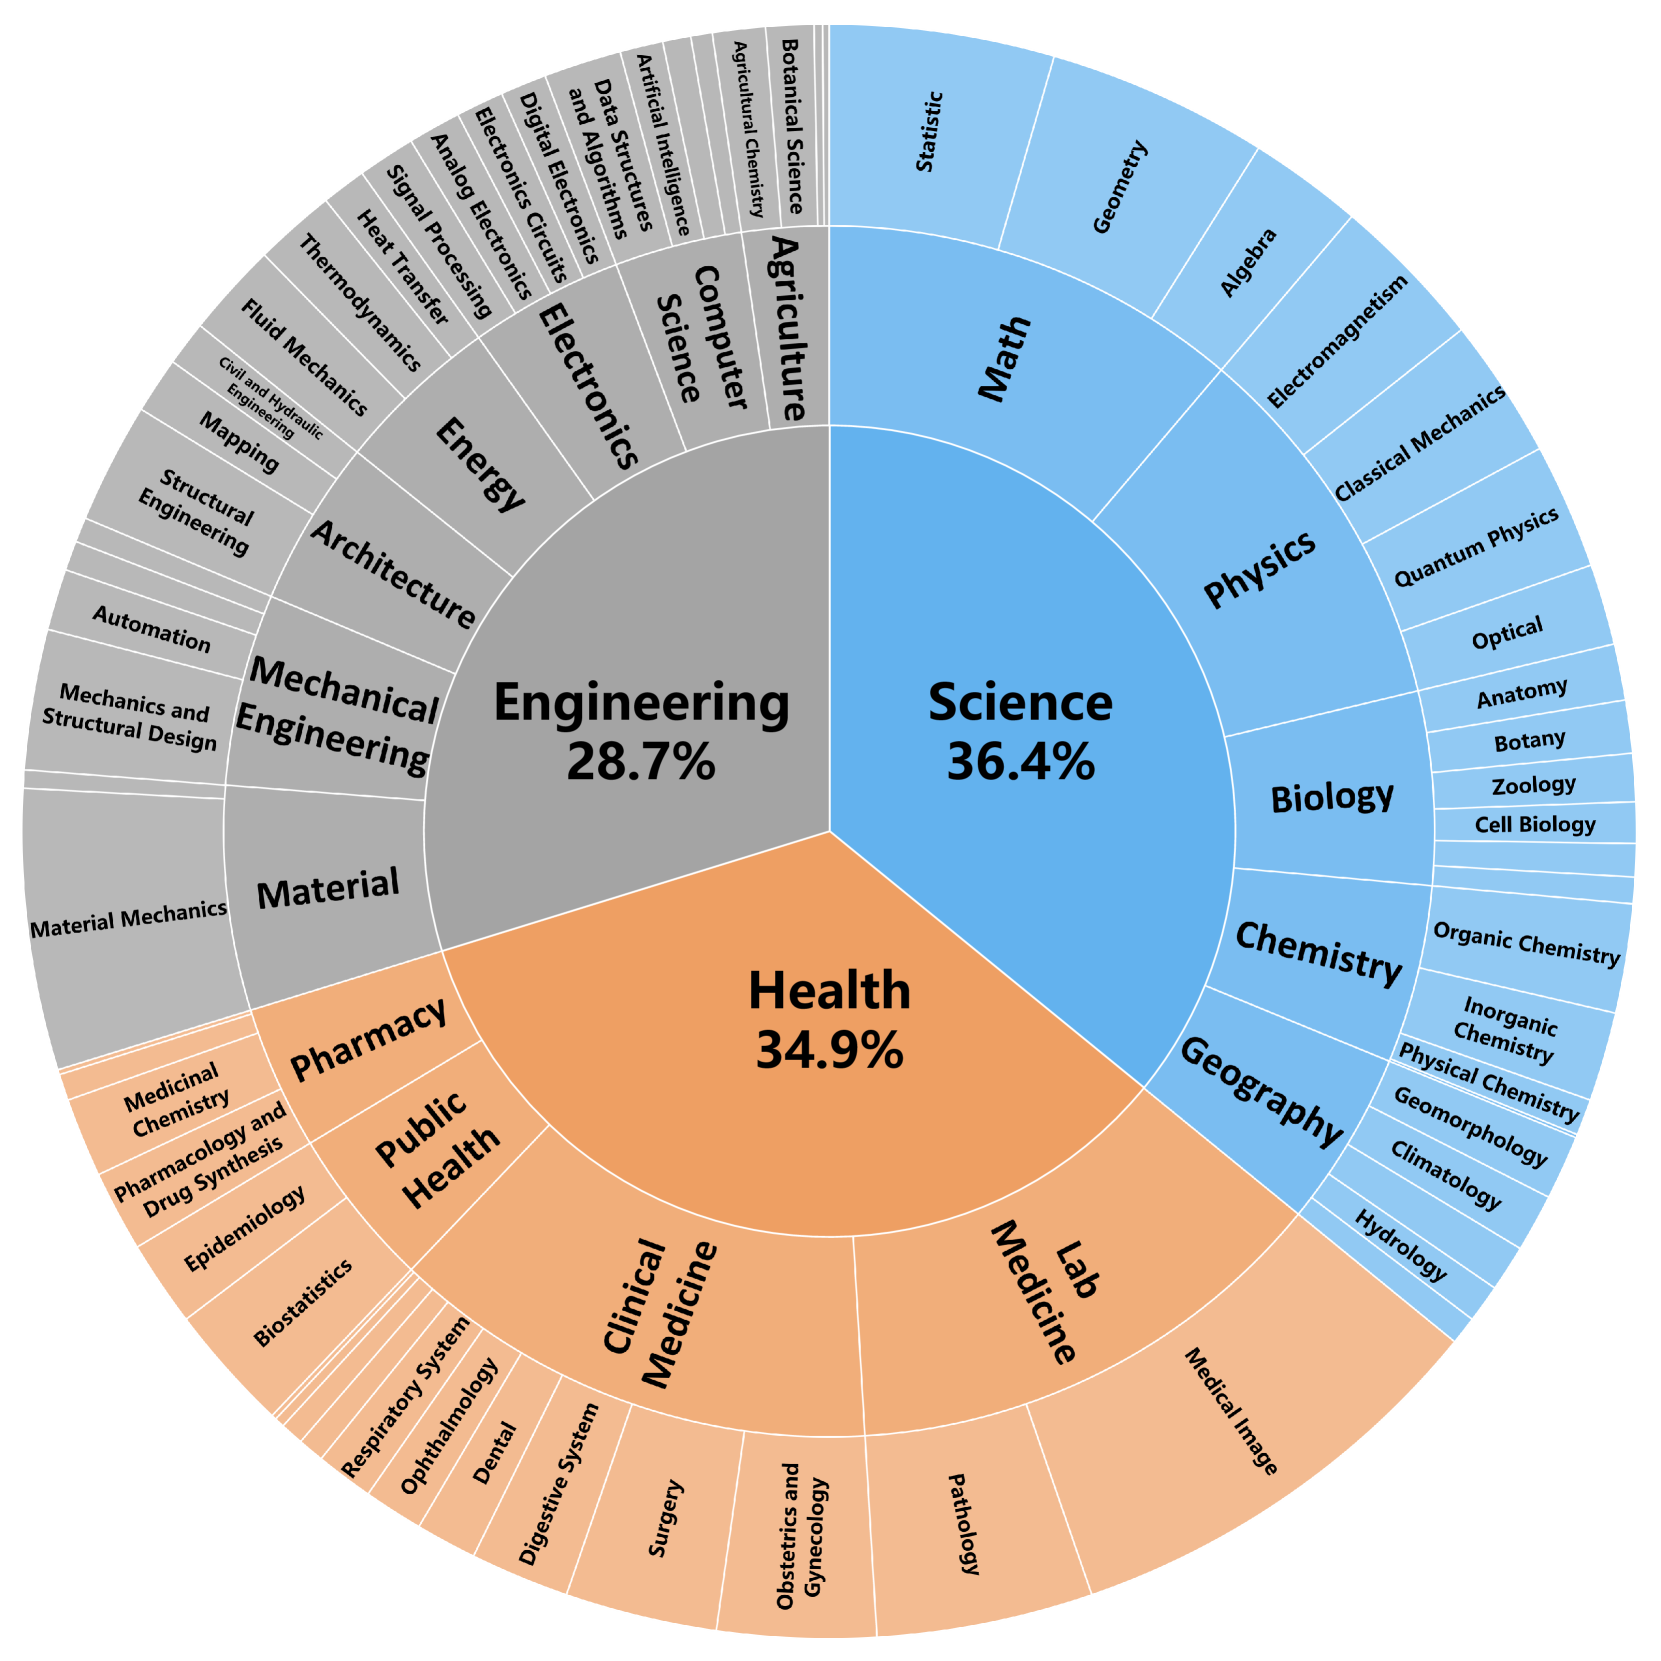 Science
36.4%
Health
34.9%
Engineering
28.7%
Math
Physics
Biology
Chemistry
Geography
Lab
Medicine
Clinical
Medicine
Public
Health
Pharmacy
Material
Mechanical
Engineering
Architecture
Energy
Electronics
Computer
Science
Agriculture
Statistic
Geometry
Algebra
Electromagnetism
Classical Mechanics
Quantum Physics
Optical
Anatomy
Botany
Zoology
Cell Biology
Organic Chemistry
Inorganic
Chemistry
Physical Chemistry
Geomorphology
Climatology
Hydrology
Medical Image
Pathology
Obstetrics and
Gynecology
Surgery
Digestive System
Dental
Ophthalmology
Respiratory System
Biostatistics
Epidemiology
Pharmacology and
Drug Synthesis
Medicinal
Chemistry
Material Mechanics
Mechanics and
Structural Design
Automation
Structural
Engineering
Mapping
Civil and Hydraulic
Engineering
Fluid Mechanics
Thermodynamics
Heat Transfer
Signal Processing
Analog Electronics
Electronics Circuits
Digital Electronics
Data Structures
and Algorithms
Artificial Intelligence
Agricultural Chemistry
Botanical Science